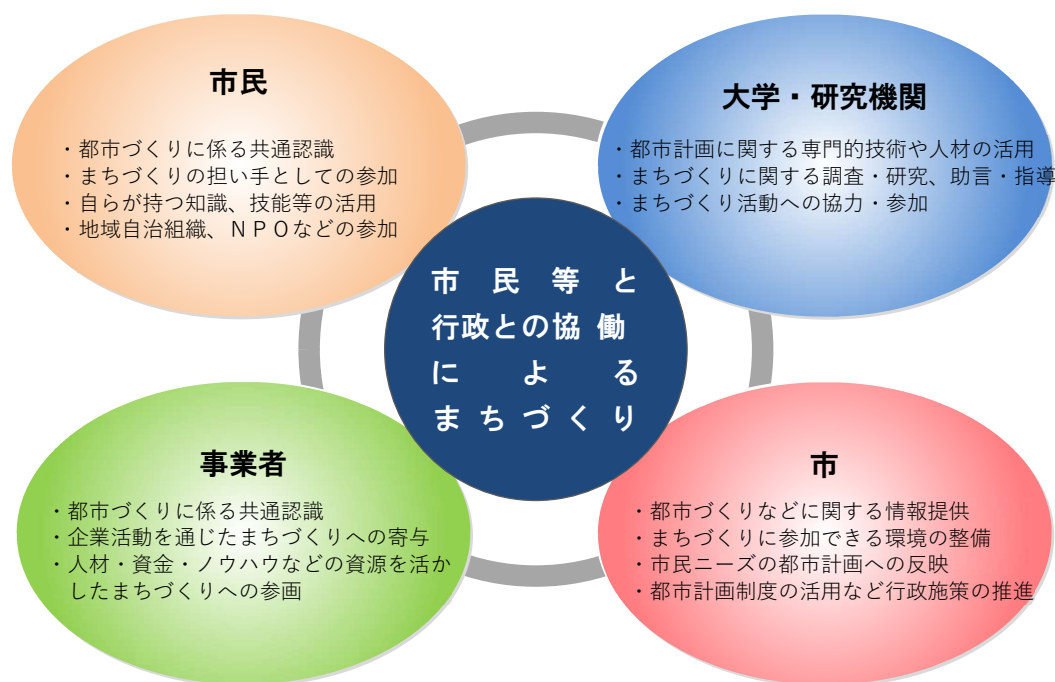 市民
・都市づくりに係る共通認識
・まちづくりの担い手としての参加
・自らが持つ知識、技能等の活用
・地域自治組織、ＮＰＯなどの参加
大学・研究機関
・都市計画に関する専門的技術や人材の活用
・まちづくりに関する調査・研究、助言・指導
・まちづくり活動への協力・参加
市民等と
行政との協働
による
まちづくり
事業者
・都市づくりに係る共通認識
・企業活動を通じたまちづくりへの寄与
・人材・資金・ノウハウなどの資源を活か
したまちづくりへの参画
市
・都市づくりなどに関する情報提供
・まちづくりに参加できる環境の整備
・市民ニーズの都市計画への反映
・都市計画制度の活用など行政施策の推進